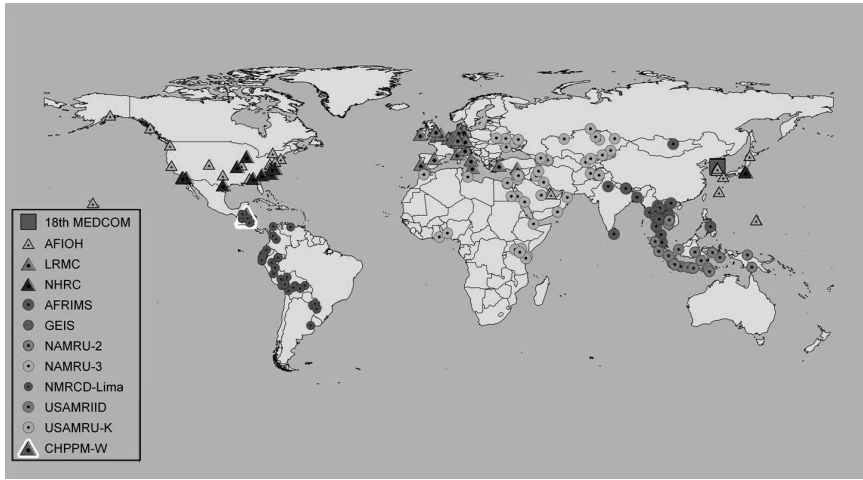 18th MEDCOM
AFIOH
LRMC
NHRC
AFRIMS
GEIS
NAMRU-2
NAMRU-3
NMRCD-Lima
USAMRIID
USAMRU-K
CHPPM-W